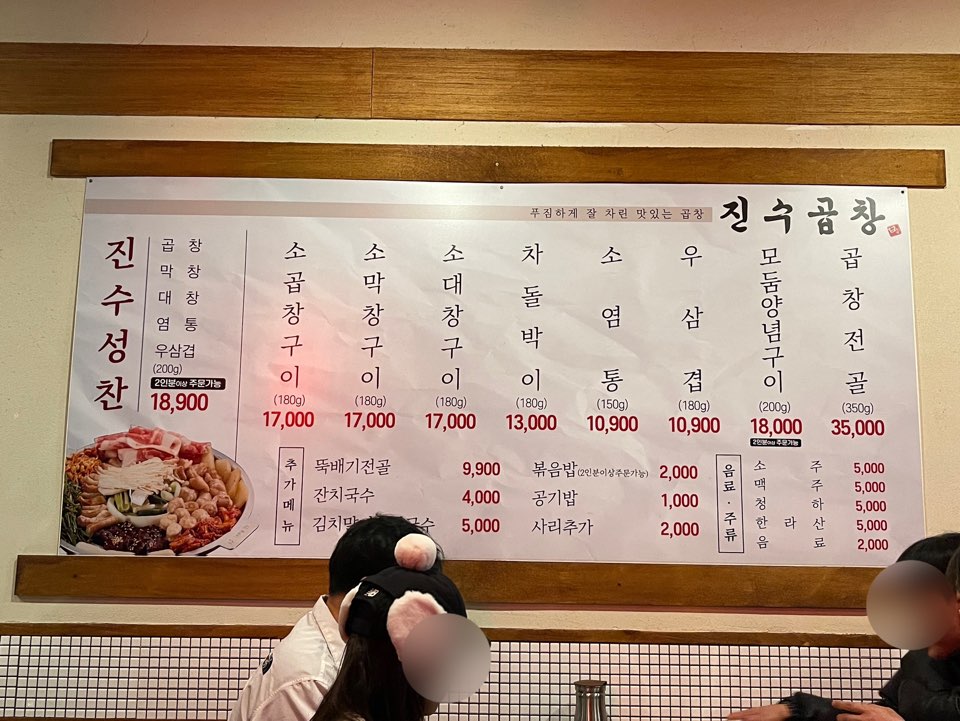 푸짐하게 잘 차린 맛있는 곱창
진수곱창
진수성찬
곱창
막창
대창
염통
우삼겹
(200g)
2인분이상 주문가능
18,900
소곱창구이
(180g)
17,000
소막창구이
(180g)
17,000
소대창구이
(180g)
17,000
차돌박이
(180g)
13,000
소염통
(150g)
10,900
우삼겹
(180g)
10,900
모둠양념구이
(200g)
18,000
2인분이상 주문가능
곱창전골
(350g)
35,000
추가메뉴
뚝배기전골 9,900
잔치국수 4,000
김치말 국수 5,000
볶음밥(2인분이상주문가능) 2,000
공기밥 1,000
사리추가 2,000
음료·주류
소주 5,000
맥주 5,000
청하 5,000
한라산 5,000
음료 2,000